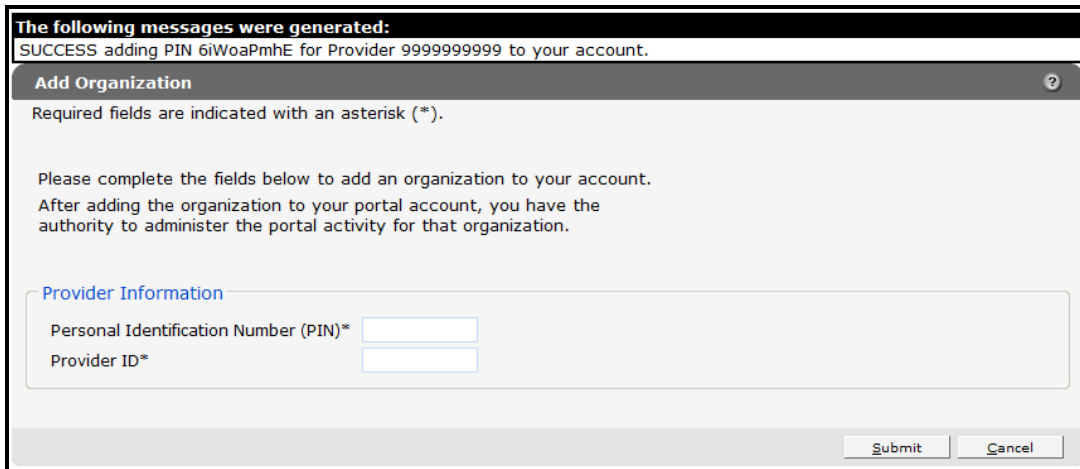 The following messages were generated:
SUCCESS adding PIN 6iWoaPmhE for Provider 9999999999 to your account.
Add Organization ?
Required fields are indicated with an asterisk (*).
Please complete the fields below to add an organization to your account.
After adding the organization to your portal account, you have the
authority to administer the portal activity for that organization.
Provider Information
Personal Identification Number (PIN)*
Provider ID*
Submit Cancel